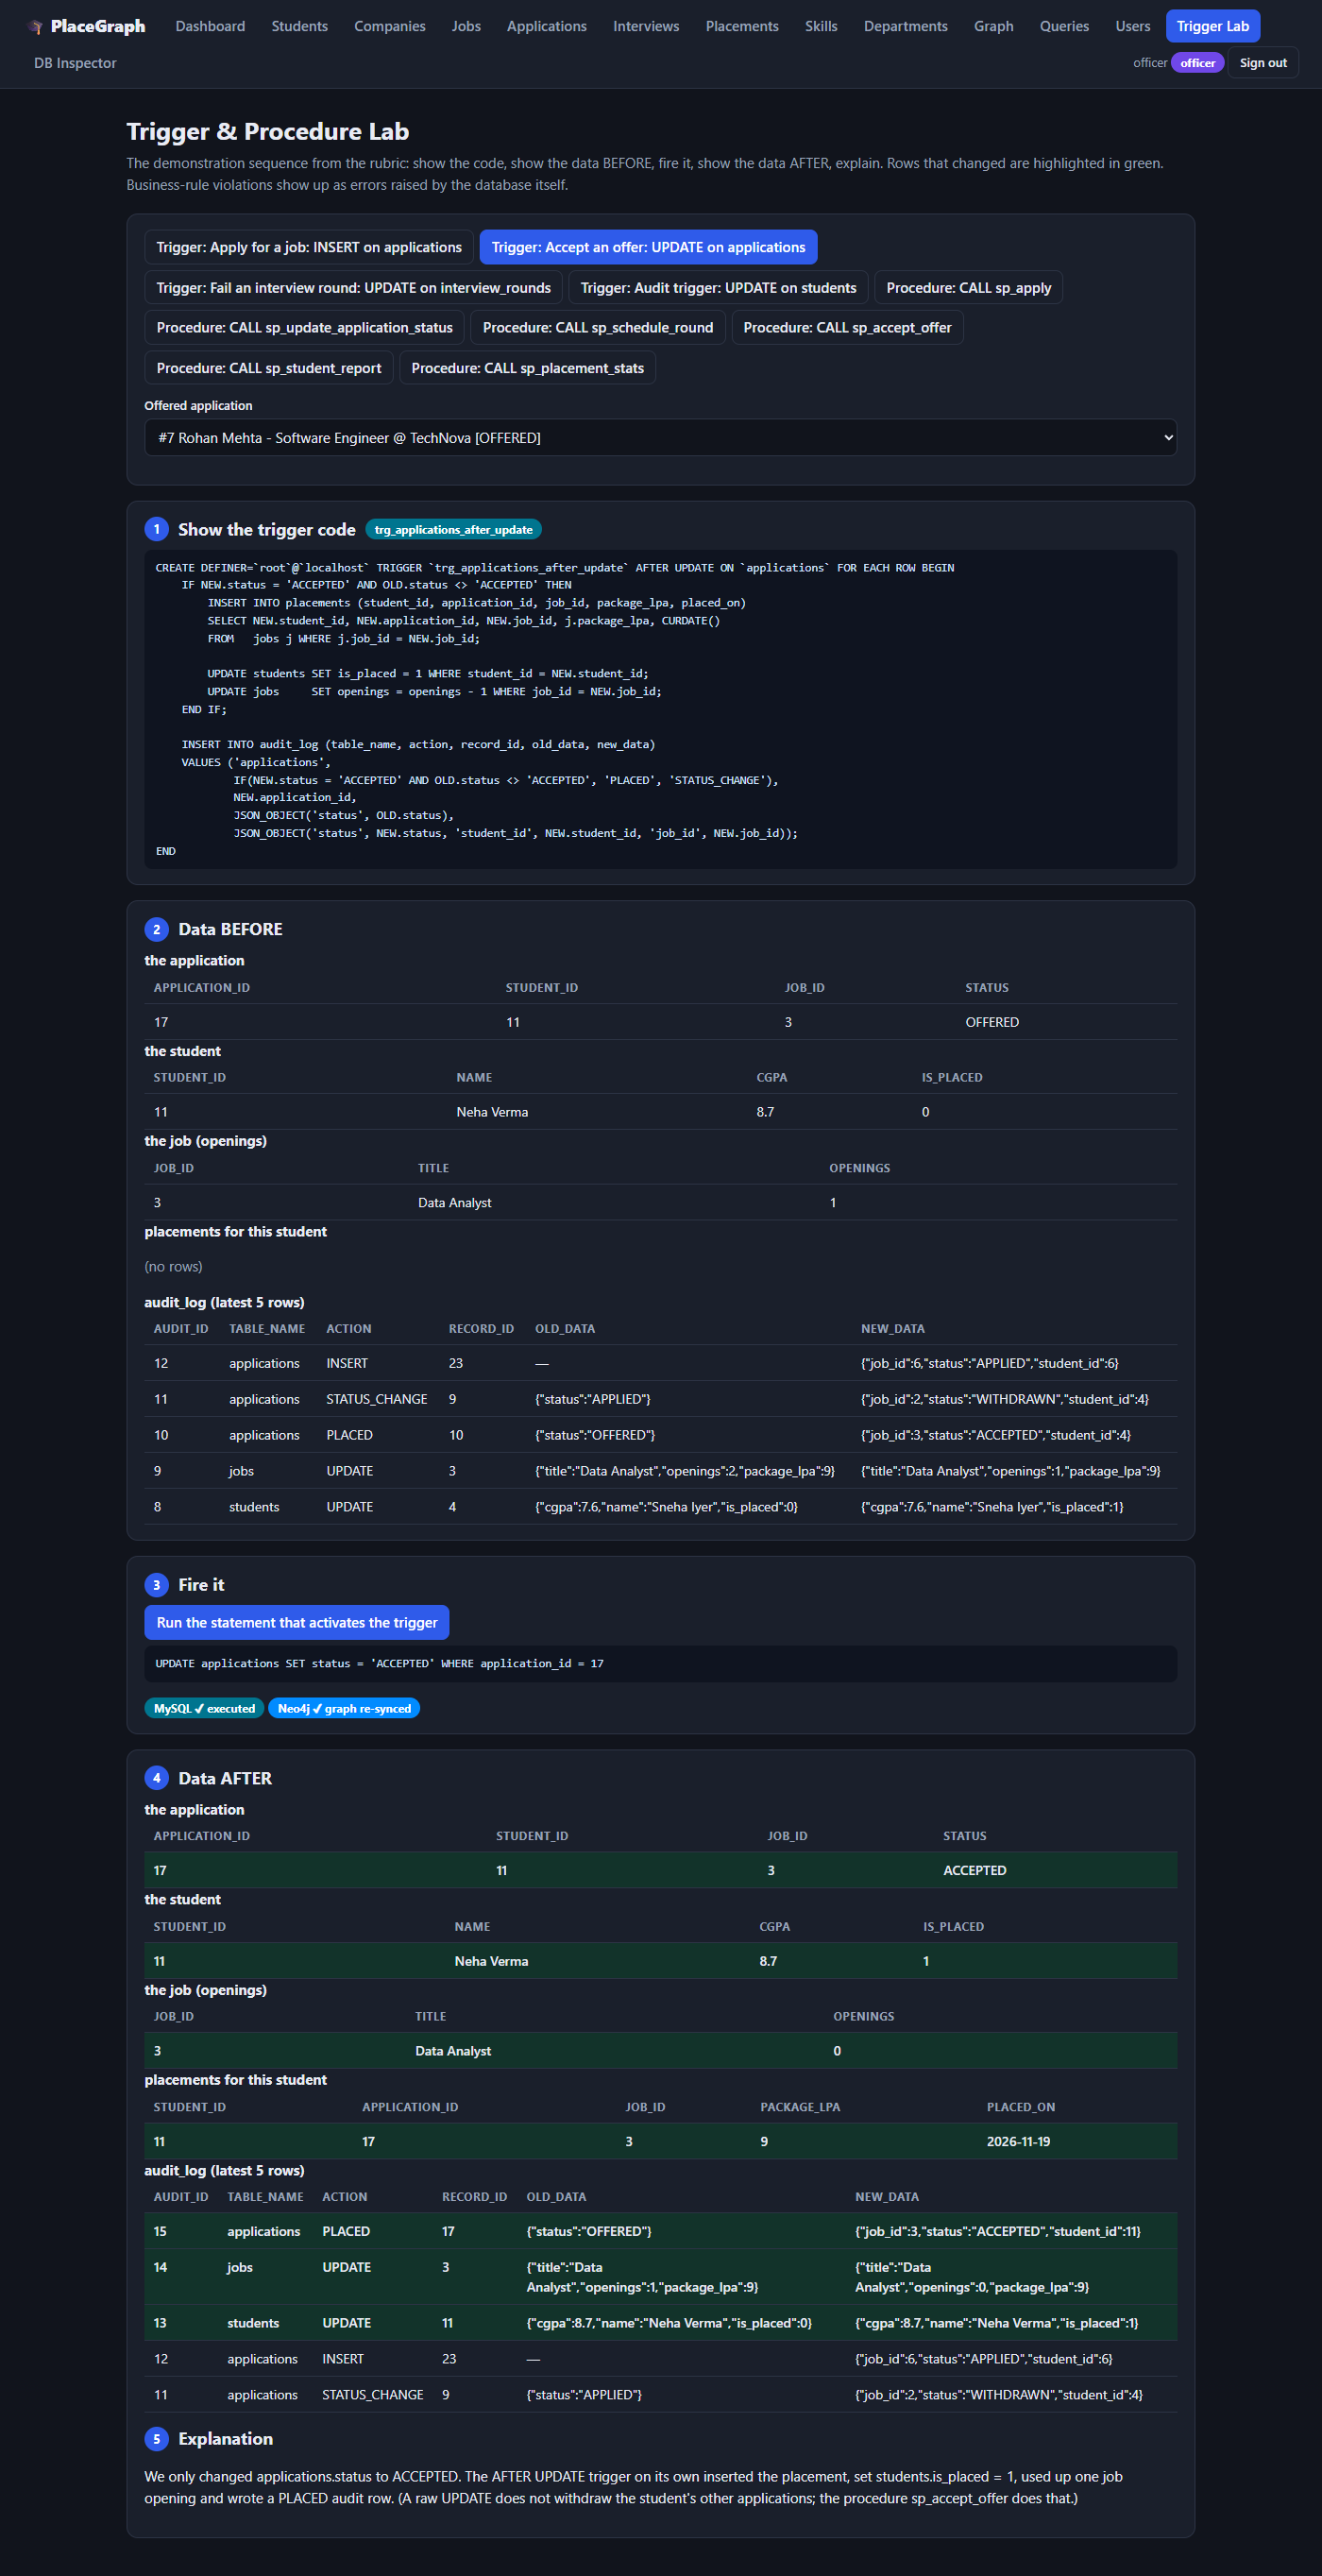 PlaceGraph Dashboard Students Companies Jobs Applications Interviews Placements Skills Departments Graph Queries Users Trigger Lab
DB Inspector officer officer Sign out
Trigger & Procedure Lab
The demonstration sequence from the rubric: show the code, show the data BEFORE, fire it, show the data AFTER, explain. Rows that changed are highlighted in green.
Business-rule violations show up as errors raised by the database itself.
Trigger: Apply for a job: INSERT on applications Trigger: Accept an offer: UPDATE on applications
Trigger: Fail an interview round: UPDATE on interview_rounds Trigger: Audit trigger: UPDATE on students Procedure: CALL sp_apply
Procedure: CALL sp_update_application_status Procedure: CALL sp_schedule_round Procedure: CALL sp_accept_offer
Procedure: CALL sp_student_report Procedure: CALL sp_placement_stats
Offered application
#7 Rohan Mehta - Software Engineer @ TechNova [OFFERED]
1 Show the trigger code trg_applications_after_update
CREATE DEFINER=`root`@`localhost` TRIGGER `trg_applications_after_update` AFTER UPDATE ON `applications` FOR EACH ROW BEGIN
IF NEW.status = 'ACCEPTED' AND OLD.status <> 'ACCEPTED' THEN
INSERT INTO placements (student_id, application_id, job_id, package_lpa, placed_on)
SELECT NEW.student_id, NEW.application_id, NEW.job_id, j.package_lpa, CURDATE()
FROM jobs j WHERE j.job_id = NEW.job_id;
UPDATE students SET is_placed = 1 WHERE student_id = NEW.student_id;
UPDATE jobs SET openings = openings - 1 WHERE job_id = NEW.job_id;
END IF;
INSERT INTO audit_log (table_name, action, record_id, old_data, new_data)
VALUES ('applications',
IF(NEW.status = 'ACCEPTED' AND OLD.status <> 'ACCEPTED', 'PLACED', 'STATUS_CHANGE'),
NEW.application_id,
JSON_OBJECT('status', OLD.status),
JSON_OBJECT('status', NEW.status, 'student_id', NEW.student_id, 'job_id', NEW.job_id));
END
2 Data BEFORE
the application
APPLICATION_ID STUDENT_ID JOB_ID STATUS
17 11 3 OFFERED
the student
STUDENT_ID NAME CGPA IS_PLACED
11 Neha Verma 8.7 0
the job (openings)
JOB_ID TITLE OPENINGS
3 Data Analyst 1
placements for this student
(no rows)
audit_log (latest 5 rows)
AUDIT_ID TABLE_NAME ACTION RECORD_ID OLD_DATA NEW_DATA
12 applications INSERT 23 — {"job_id":6,"status":"APPLIED","student_id":6}
11 applications STATUS_CHANGE 9 {"status":"APPLIED"} {"job_id":2,"status":"WITHDRAWN","student_id":4}
10 applications PLACED 10 {"status":"OFFERED"} {"job_id":3,"status":"ACCEPTED","student_id":4}
9 jobs UPDATE 3 {"title":"Data Analyst","openings":2,"package_lpa":9} {"title":"Data Analyst","openings":1,"package_lpa":9}
8 students UPDATE 4 {"cgpa":7.6,"name":"Sneha Iyer","is_placed":0} {"cgpa":7.6,"name":"Sneha Iyer","is_placed":1}
3 Fire it
Run the statement that activates the trigger
UPDATE applications SET status = 'ACCEPTED' WHERE application_id = 17
MySQL ✓ executed Neo4j ✓ graph re-synced
4 Data AFTER
the application
APPLICATION_ID STUDENT_ID JOB_ID STATUS
17 11 3 ACCEPTED
the student
STUDENT_ID NAME CGPA IS_PLACED
11 Neha Verma 8.7 1
the job (openings)
JOB_ID TITLE OPENINGS
3 Data Analyst 0
placements for this student
STUDENT_ID APPLICATION_ID JOB_ID PACKAGE_LPA PLACED_ON
11 17 3 9 2026-11-19
audit_log (latest 5 rows)
AUDIT_ID TABLE_NAME ACTION RECORD_ID OLD_DATA NEW_DATA
15 applications PLACED 17 {"status":"OFFERED"} {"job_id":3,"status":"ACCEPTED","student_id":11}
14 jobs UPDATE 3 {"title":"Data {"title":"Data
Analyst","openings":1,"package_lpa":9} Analyst","openings":0,"package_lpa":9}
13 students UPDATE 11 {"cgpa":8.7,"name":"Neha Verma","is_placed":0} {"cgpa":8.7,"name":"Neha Verma","is_placed":1}
12 applications INSERT 23 — {"job_id":6,"status":"APPLIED","student_id":6}
11 applications STATUS_CHANGE 9 {"status":"APPLIED"} {"job_id":2,"status":"WITHDRAWN","student_id":4}
5 Explanation
We only changed applications.status to ACCEPTED. The AFTER UPDATE trigger on its own inserted the placement, set students.is_placed = 1, used up one job
opening and wrote a PLACED audit row. (A raw UPDATE does not withdraw the student's other applications; the procedure sp_accept_offer does that.)